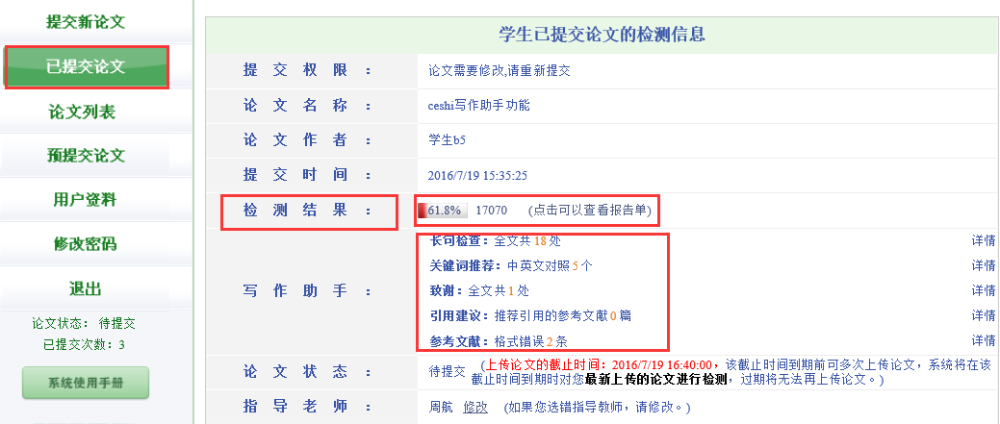 提交新论文
已提交论文
论文列表
预提交论文
用户资料
修改密码
退出
论文状态： 待提交
已提交次数：3
系统使用手册
学生已提交论文的检测信息
提交权限： 论文需要修改,请重新提交
论文名称： ceshi写作助手功能
论文作者： 学生b5
提交时间： 2016/7/19 15:35:25
检测结果： 61.8% 17070 (点击可以查看报告单)
写作助手：
长句检查：全文共 18 处 详情
关键词推荐：中英文对照 5 个 详情
致谢：全文共 1 处 详情
引用建议：推荐引用的参考文献 0 篇 详情
参考文献：格式错误 2 条 详情
论文状态： 待提交 （上传论文的截止时间：2016/7/19 16:40:00，该截止时间到期前可多次上传论文，系统将在该
截止时间到期时对您最新上传的论文进行检测，过期将无法再上传论文。）
指导老师： 周航 修改 (如果您选错指导教师，请修改。)